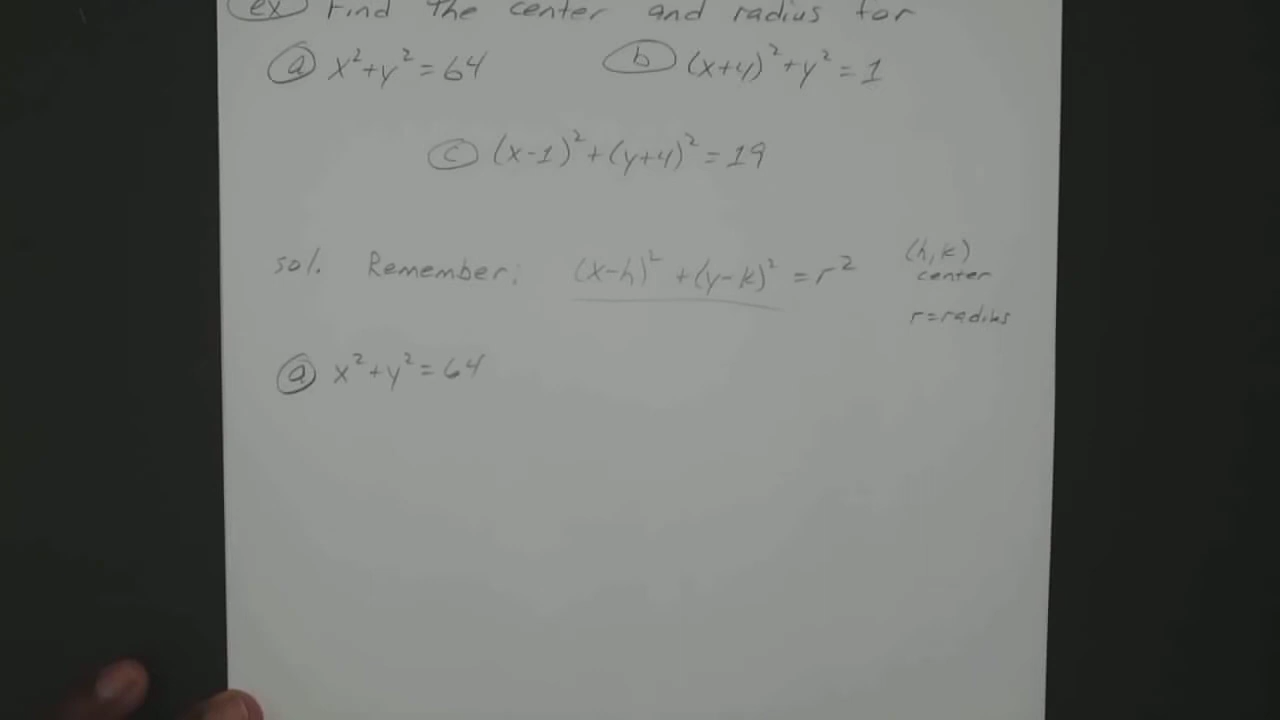 ex Find the center and radius for
a x²+y²=64 b (x+4)²+y²=1
c (x-1)²+(y+4)²=19
sol. Remember: (x-h)²+(y-k)²=r² (h,k)
center
r=radius
a x²+y²=64